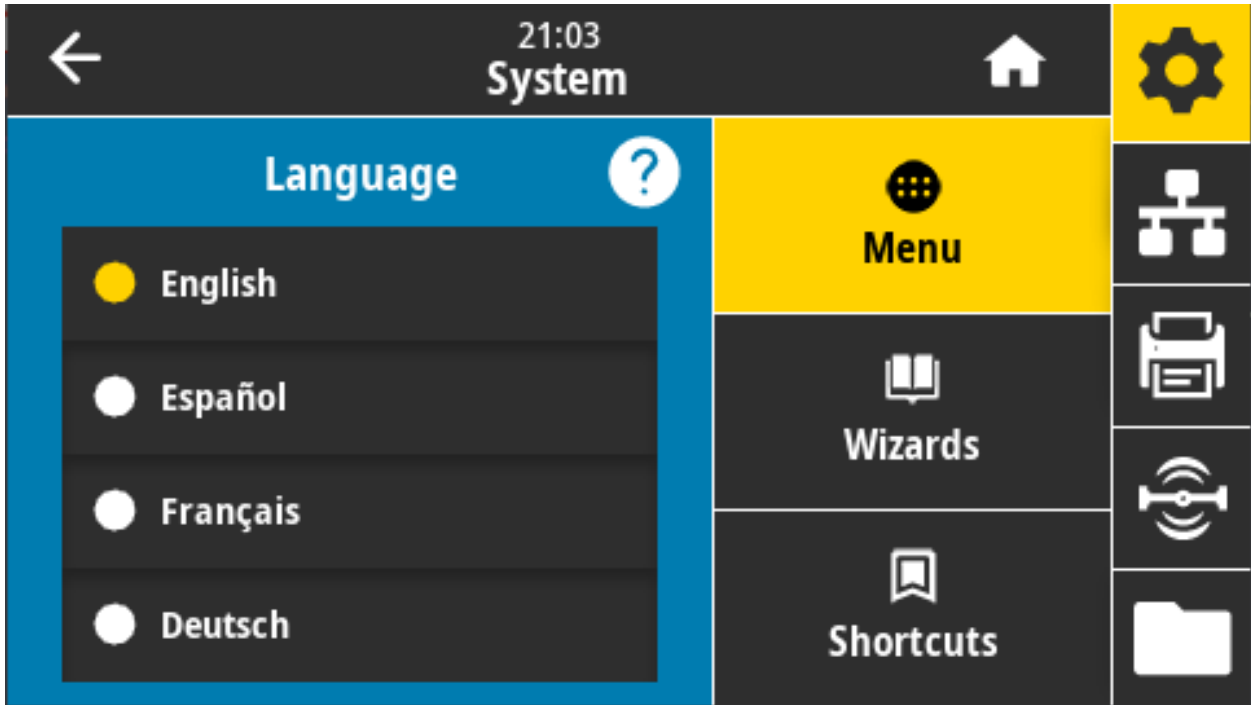 21:03
System
Language
?
English
Español
Français
Deutsch
Menu
Wizards
Shortcuts